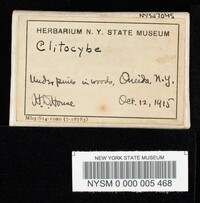 NYSf7045
HERBARIUM N. Y. STATE MUSEUM
Clitocybe
Under pines in woods, Oneida N.Y.
H.D. House Oct. 12, 1915
NEW YORK STATE MUSEUM
NYSM 0 000 005 468